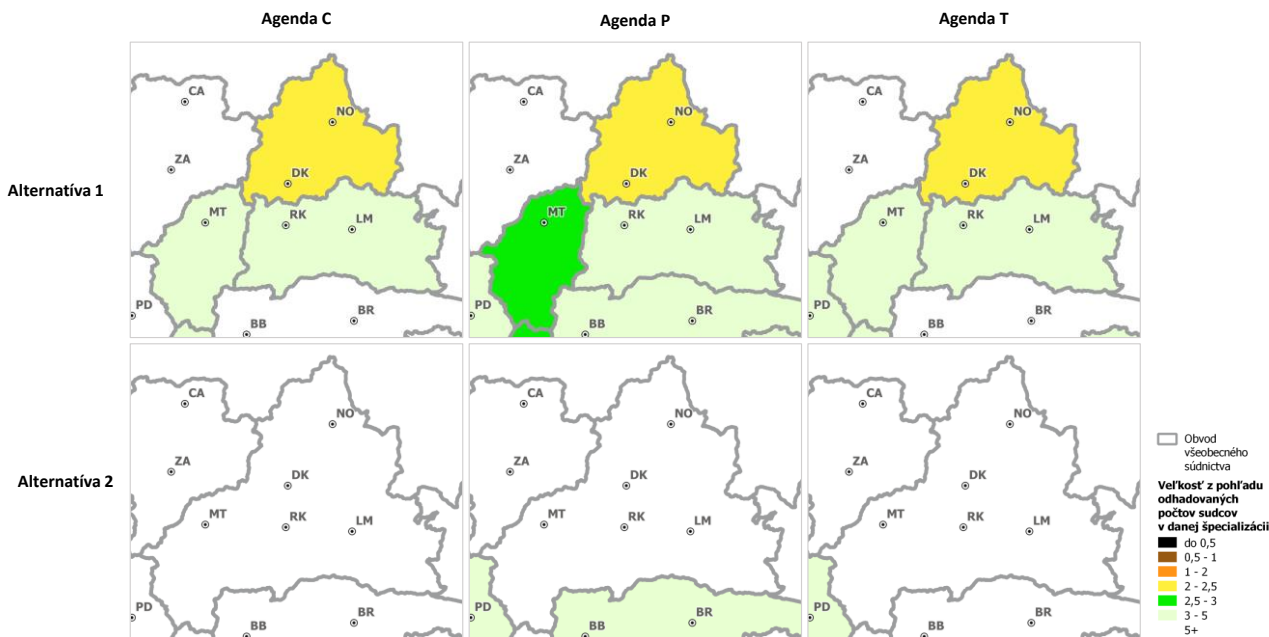 Agenda C
Agenda P
Agenda T
Alternatíva 1
CA
NO
ZA
DK
MT
RK
LM
PD
BB
BR
CA
NO
ZA
DK
MT
RK
LM
PD
BB
BR
CA
NO
ZA
DK
MT
RK
LM
PD
BB
BR
Alternatíva 2
CA
NO
ZA
DK
MT
RK
LM
PD
BB
BR
CA
NO
ZA
DK
MT
RK
LM
PD
BB
BR
CA
NO
ZA
DK
MT
RK
LM
PD
BB
BR
Obvod
všeobecného
súdnictva
Veľkosť z pohľadu
odhadovaných
počtov sudcov
v danej špecializácii
do 0,5
0,5 - 1
1 - 2
2 - 2,5
2,5 - 3
3 - 5
5+